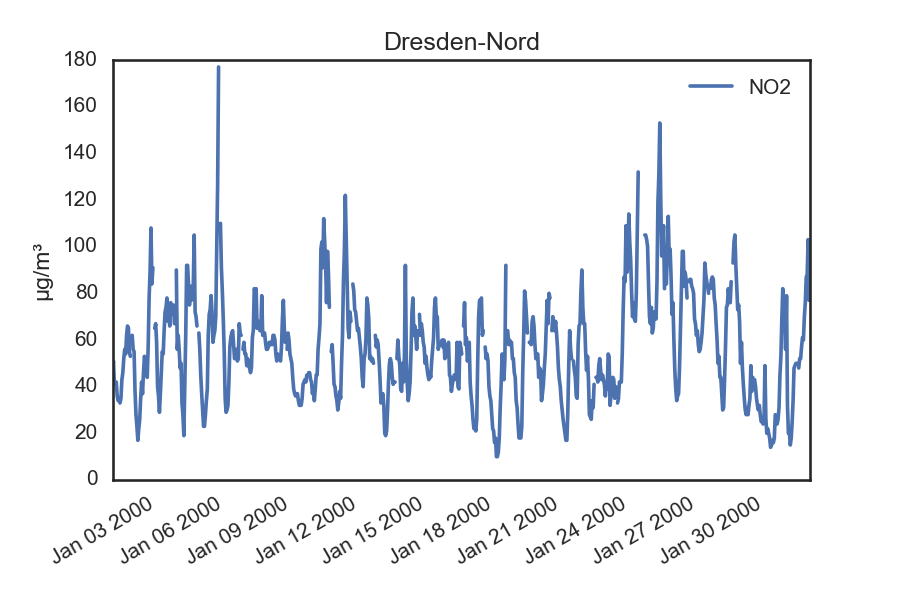 Dresden-Nord
NO2
µg/m³
180
160
140
120
100
80
60
40
20
0
Jan 03 2000
Jan 06 2000
Jan 09 2000
Jan 12 2000
Jan 15 2000
Jan 18 2000
Jan 21 2000
Jan 24 2000
Jan 27 2000
Jan 30 2000